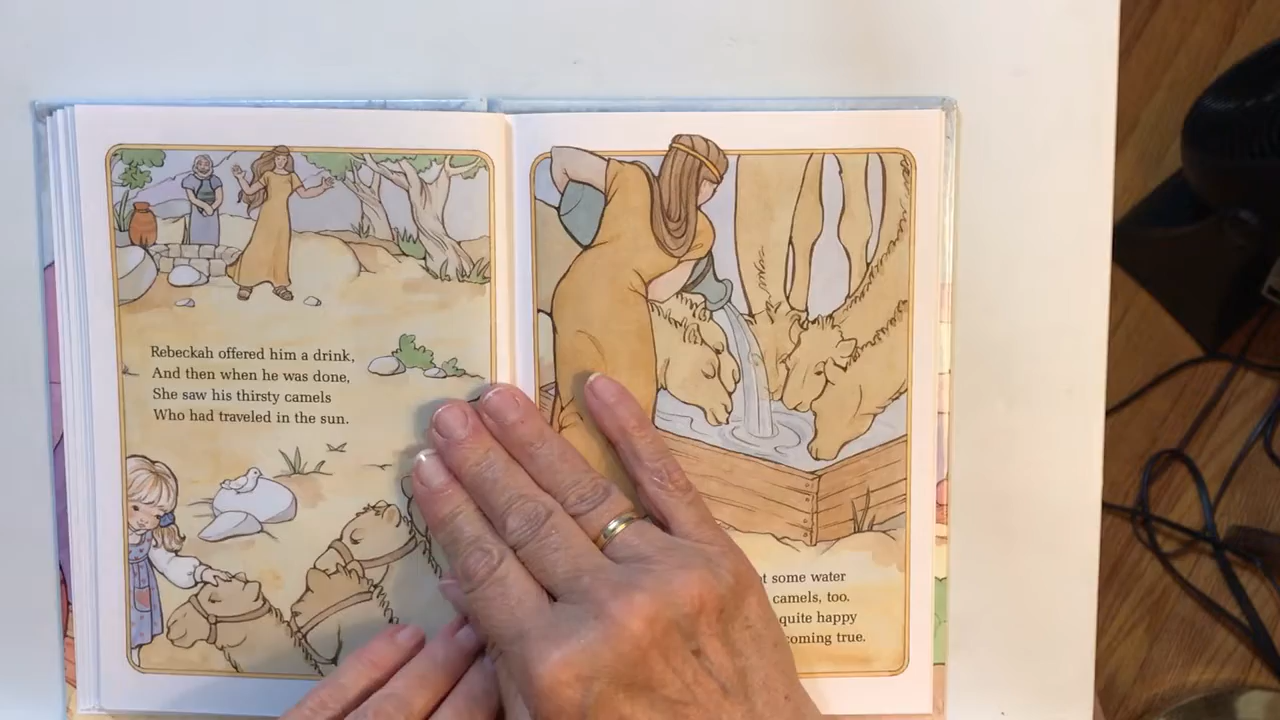 Rebeckah offered him a drink,
And then when he was done,
She saw his thirsty camels
Who had traveled in the sun.
some water
camels, too.
quite happy
coming true.